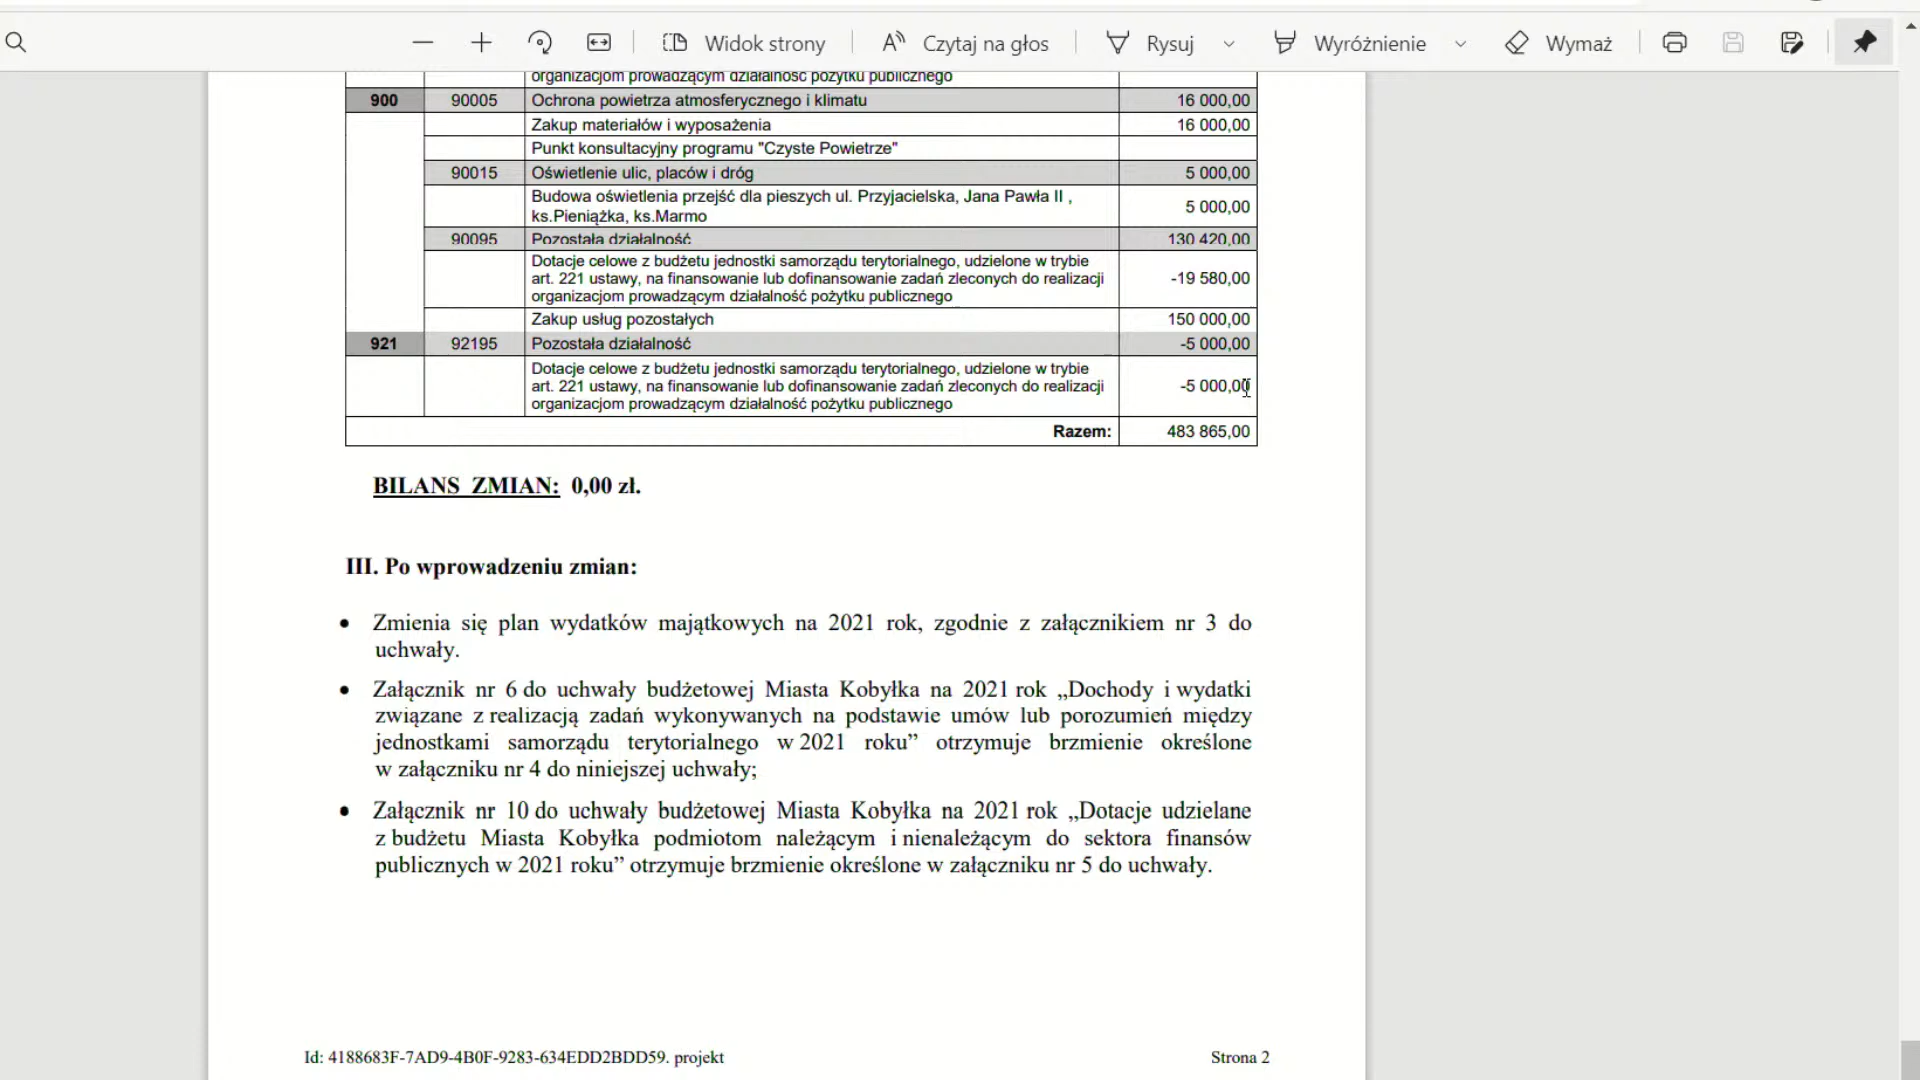 Widok strony
Czytaj na głos
Rysuj
Wyróżnienie
Wymaż
organizacjom prowadzącym działalność pożytku publicznego
900 90005 Ochrona powietrza atmosferycznego i klimatu 16 000,00
Zakup materiałów i wyposażenia 16 000,00
Punkt konsultacyjny programu "Czyste Powietrze"
90015 Oświetlenie ulic, placów i dróg 5 000,00
Budowa oświetlenia przejść dla pieszych ul. Przyjacielska, Jana Pawła II ,
ks.Pieniążka, ks.Marmo 5 000,00
90095 Pozostała działalność 130 420,00
Dotacje celowe z budżetu jednostki samorządu terytorialnego, udzielone w trybie
art. 221 ustawy, na finansowanie lub dofinansowanie zadań zleconych do realizacji -19 580,00
organizacjom prowadzącym działalność pożytku publicznego
Zakup usług pozostałych 150 000,00
921 92195 Pozostała działalność -5 000,00
Dotacje celowe z budżetu jednostki samorządu terytorialnego, udzielone w trybie
art. 221 ustawy, na finansowanie lub dofinansowanie zadań zleconych do realizacji -5 000,00
organizacjom prowadzącym działalność pożytku publicznego
Razem: 483 865,00
BILANS ZMIAN: 0,00 zł.
III. Po wprowadzeniu zmian:
• Zmienia się plan wydatków majątkowych na 2021 rok, zgodnie z załącznikiem nr 3 do
uchwały.
• Załącznik nr 6 do uchwały budżetowej Miasta Kobyłka na 2021 rok „Dochody i wydatki
związane z realizacją zadań wykonywanych na podstawie umów lub porozumień między
jednostkami samorządu terytorialnego w 2021 roku” otrzymuje brzmienie określone
w załączniku nr 4 do niniejszej uchwały;
• Załącznik nr 10 do uchwały budżetowej Miasta Kobyłka na 2021 rok „Dotacje udzielane
z budżetu Miasta Kobyłka podmiotom należącym i nienależącym do sektora finansów
publicznych w 2021 roku” otrzymuje brzmienie określone w załączniku nr 5 do uchwały.
Id: 4188683F-7AD9-4B0F-9283-634EDD2BDD59. projekt Strona 2